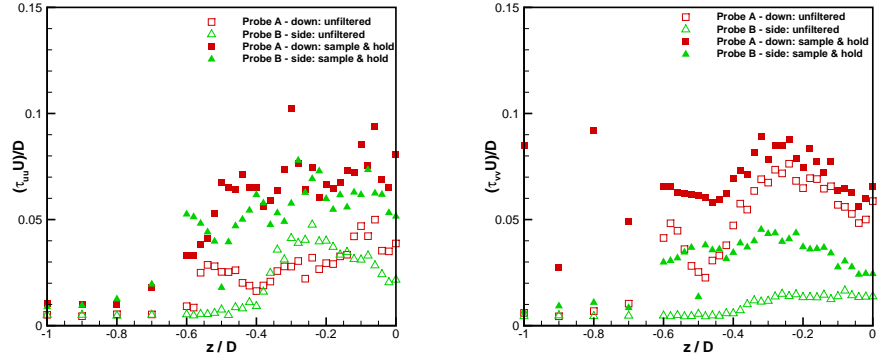 0.15
Probe A - down: unfiltered
Probe B - side: unfiltered
Probe A - down: sample & hold
Probe B - side: sample & hold
0.1
(τuu U)/D
0.05
0
-1
-0.8
-0.6
-0.4
-0.2
0
z / D
0.15
Probe A - down: unfiltered
Probe B - side: unfiltered
Probe A - down: sample & hold
Probe B - side: sample & hold
0.1
(τvv U)/D
0.05
0
-1
-0.8
-0.6
-0.4
-0.2
0
z / D